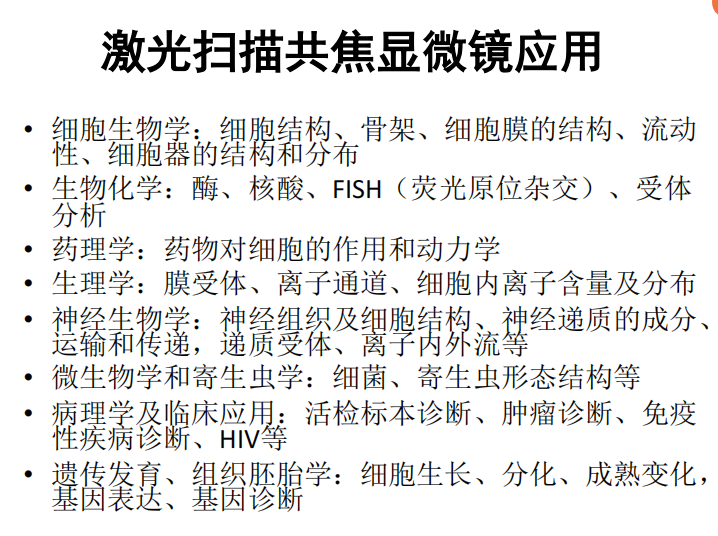 激光扫描共焦显微镜应用
• 细胞生物学：细胞结构、骨架、细胞膜的结构、流动
性、细胞器的结构和分布
• 生物化学：酶、核酸、FISH（荧光原位杂交）、受体
分析
• 药理学：药物对细胞的作用和动力学
• 生理学：膜受体、离子通道、细胞内离子含量及分布
• 神经生物学：神经组织及细胞结构、神经递质的成分、
运输和传递，递质受体、离子内外流等
• 微生物学和寄生虫学：细菌、寄生虫形态结构等
• 病理学及临床应用：活检标本诊断、肿瘤诊断、免疫
性疾病诊断、HIV等
• 遗传发育、组织胚胎学：细胞生长、分化、成熟变化，
基因表达、基因诊断